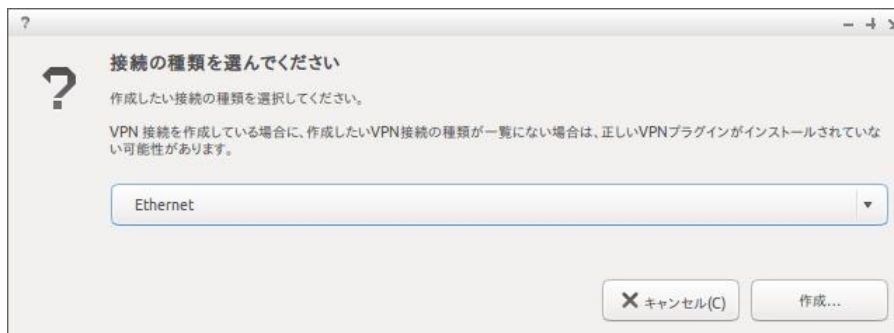 ?
接続の種類を選んでください
作成したい接続の種類を選択してください。
VPN 接続を作成している場合に、作成したいVPN接続の種類が一覧にない場合は、正しいVPNプラグインがインストールされていな
い可能性があります。
Ethernet
キャンセル(C)
作成...